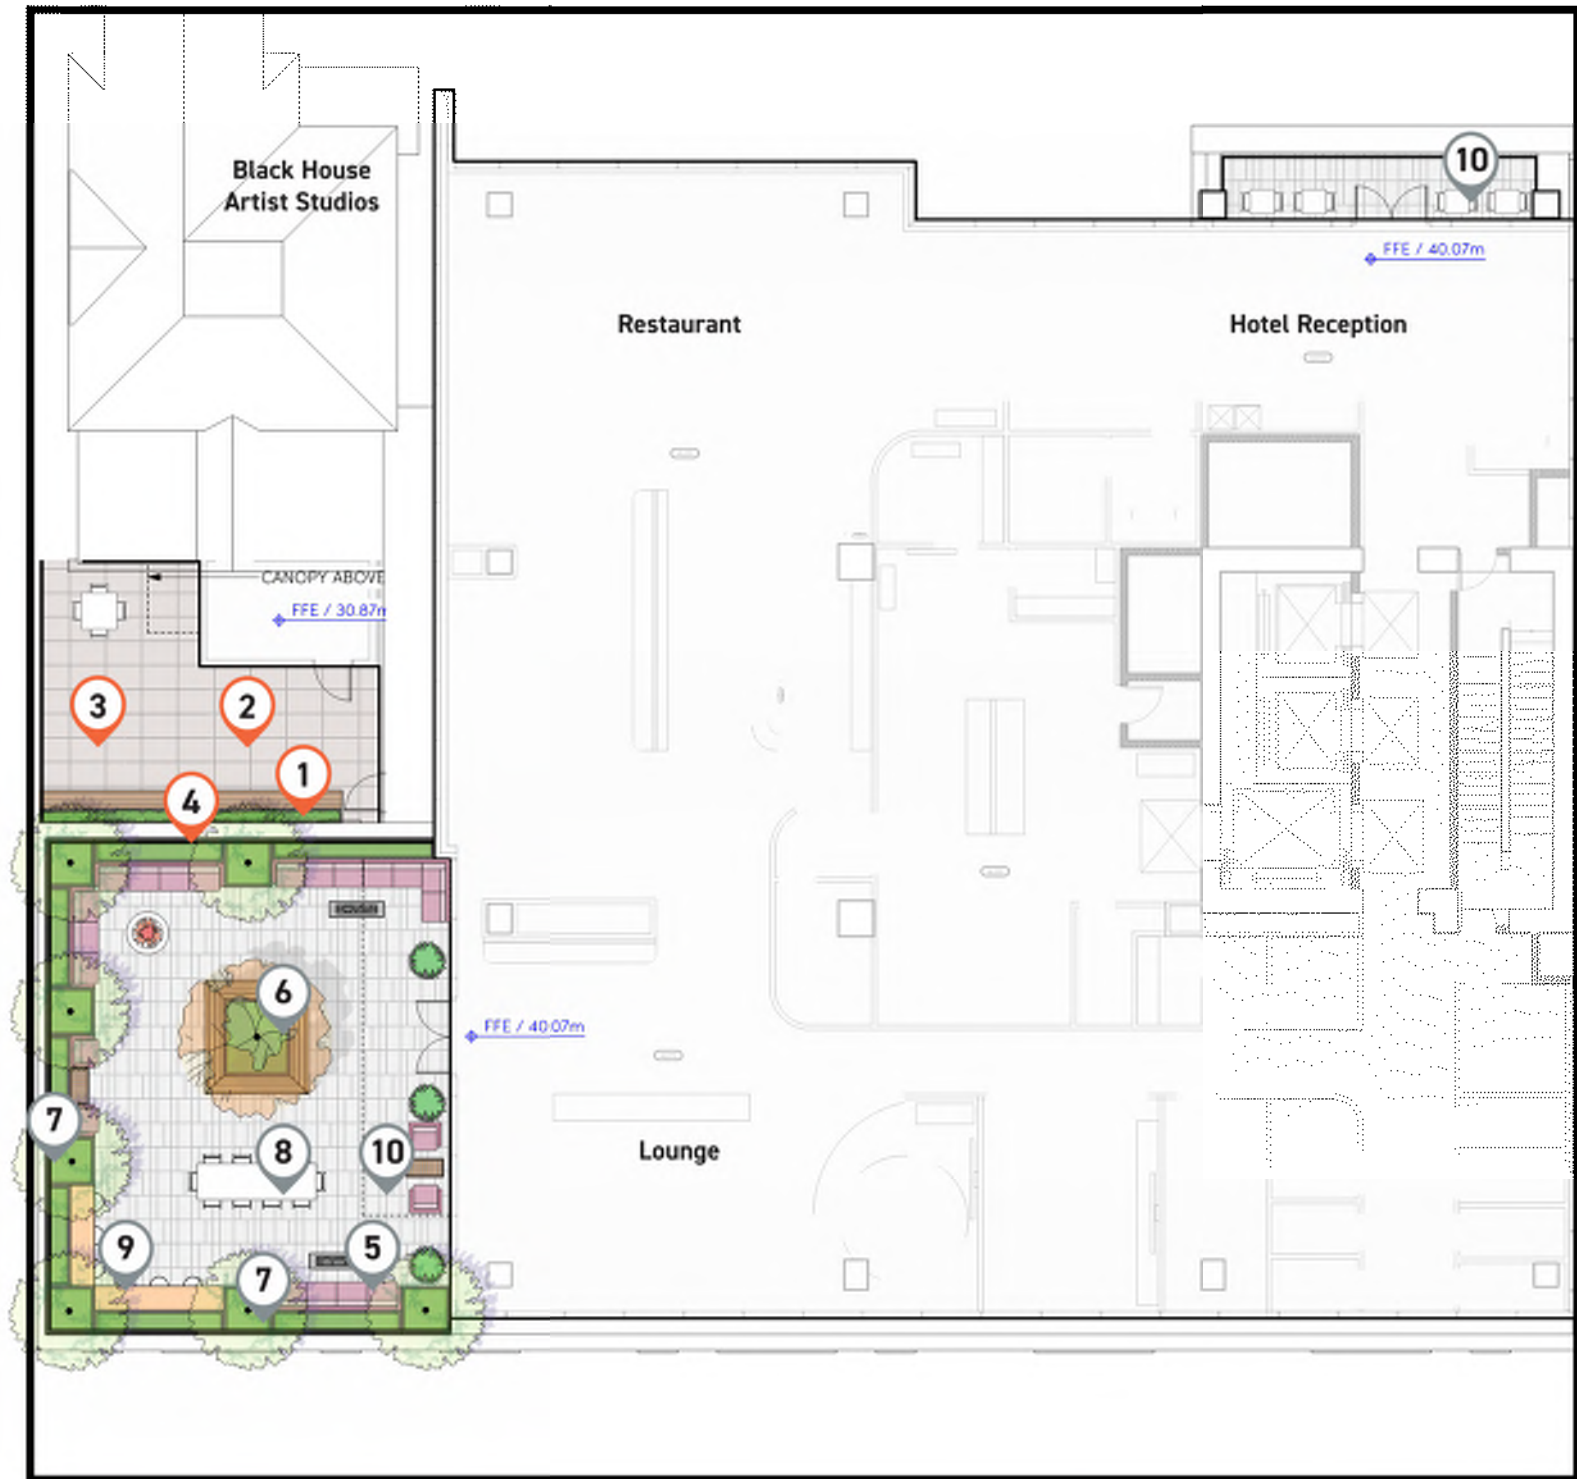 Black House
Artist Studios
10
FFE / 40.07m
Restaurant
Hotel Reception
CANOPY ABOVE
FFE / 30.87m
3
2
1
4
6
FFE / 40.07m
7
8
10
Lounge
9
5
7